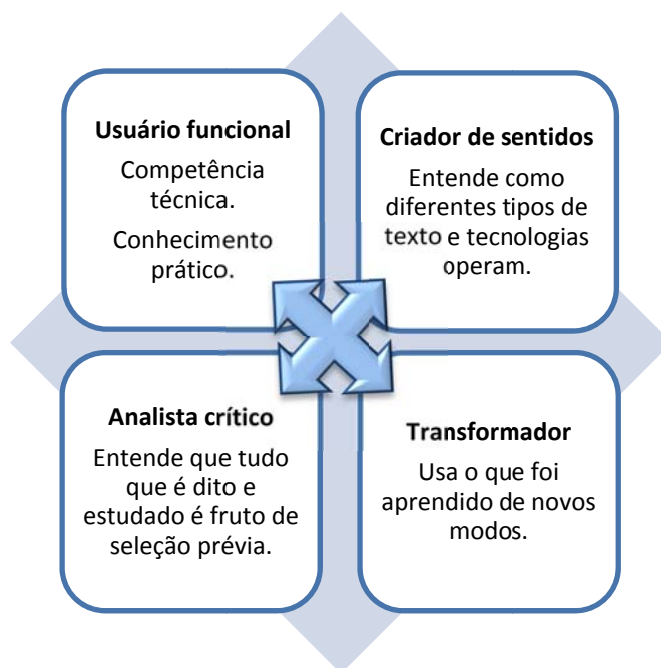 Usuário funcional
Competência
técnica.
Conhecimento
prático.
Criador de sentidos
Entende como
diferentes tipos de
texto e tecnologias
operam.
Analista crítico
Entende que tudo
que é dito e
estudado é fruto de
seleção prévia.
Transformador
Usa o que foi
aprendido de novos
modos.